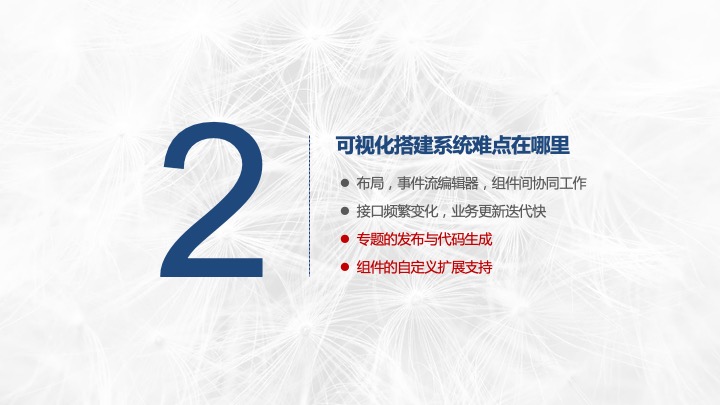 2
可视化搭建系统难点在哪里
● 布局，事件流编辑器，组件间协同工作
● 接口频繁变化，业务更新迭代快
● 专题的发布与代码生成
● 组件的自定义扩展支持